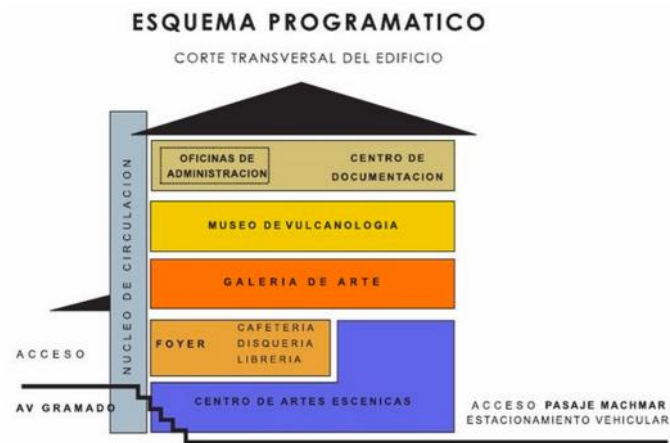 ESQUEMA PROGRAMATICO
CORTE TRANSVERSAL DEL EDIFICIO
NUCLEO DE CIRCULACION
OFICINAS DE
ADMINISTRACION
CENTRO DE
DOCUMENTACION
MUSEO DE VULCANOLOGIA
GALERIA DE ARTE
FOYER
CAFETERIA
DISQUERIA
LIBRERIA
ACCESO
AV GRAMADO
CENTRO DE ARTES ESCENICAS
ACCESO PASAJE MACHMAR
ESTACIONAMIENTO VEHICULAR